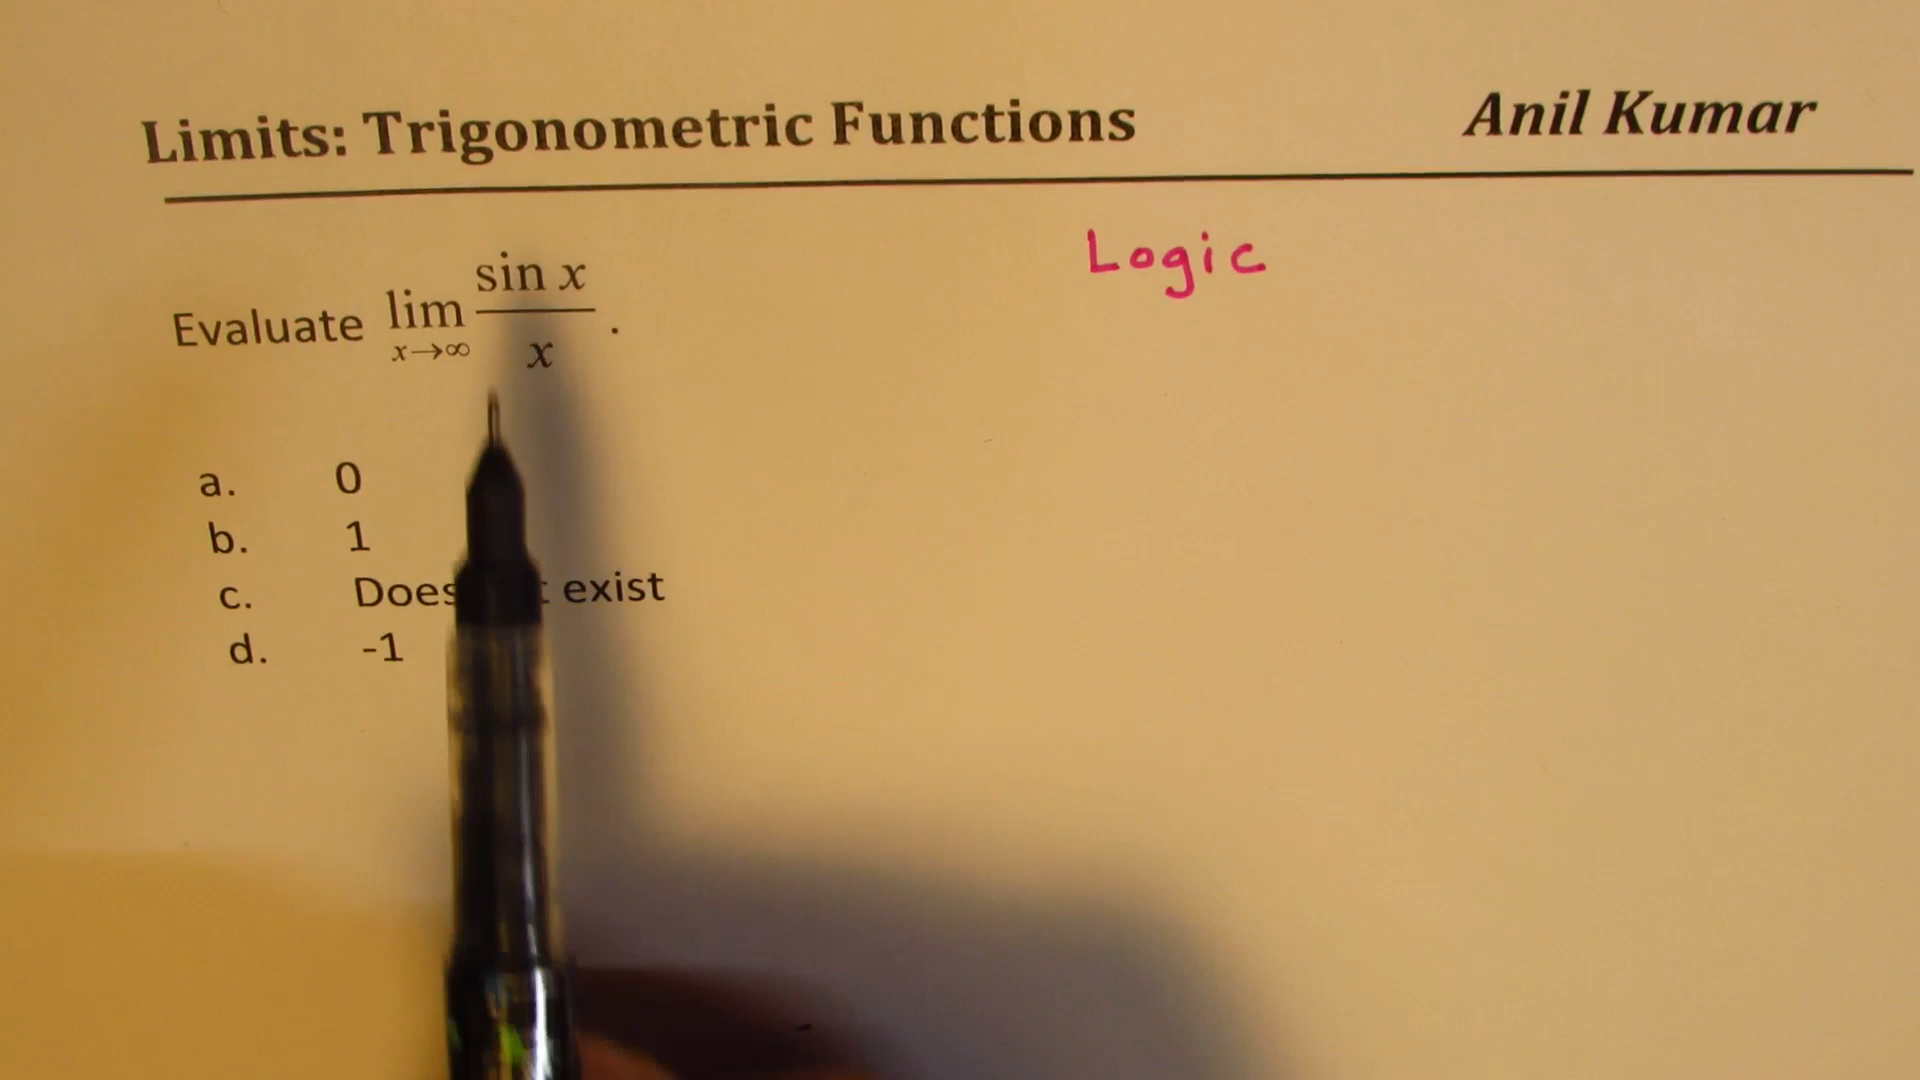 Limits: Trigonometric Functions Anil Kumar
Logic
Evaluate lim x→∞ sin x / x .
a. 0
b. 1
c. Does exist
d. -1